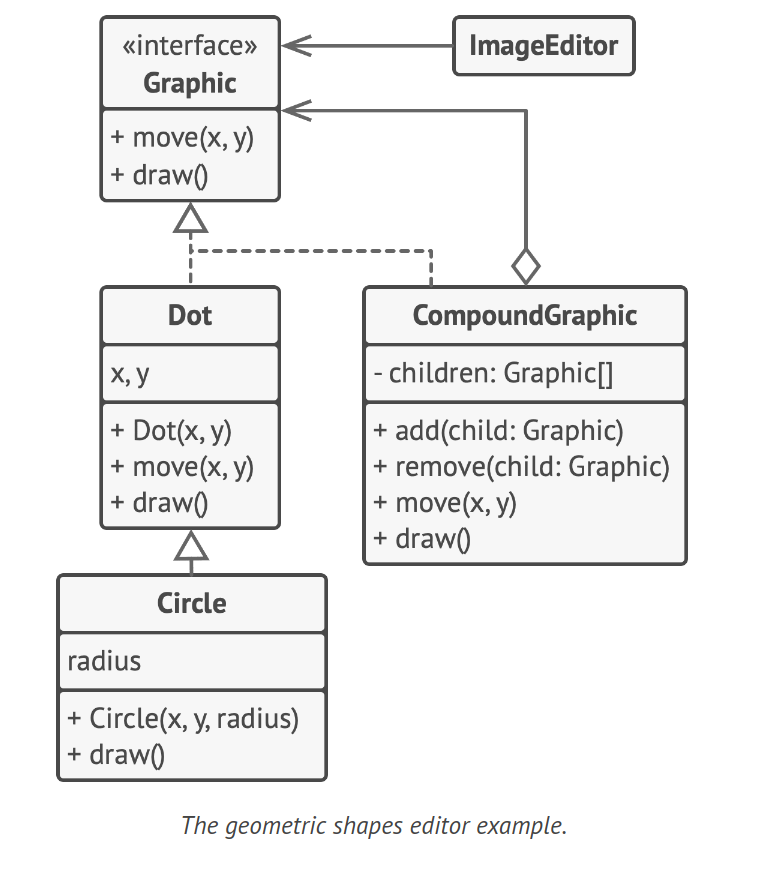 «interface»
Graphic
+ move(x, y)
+ draw()
ImageEditor
Dot
x, y
+ Dot(x, y)
+ move(x, y)
+ draw()
CompoundGraphic
- children: Graphic[]
+ add(child: Graphic)
+ remove(child: Graphic)
+ move(x, y)
+ draw()
Circle
radius
+ Circle(x, y, radius)
+ draw()
The geometric shapes editor example.